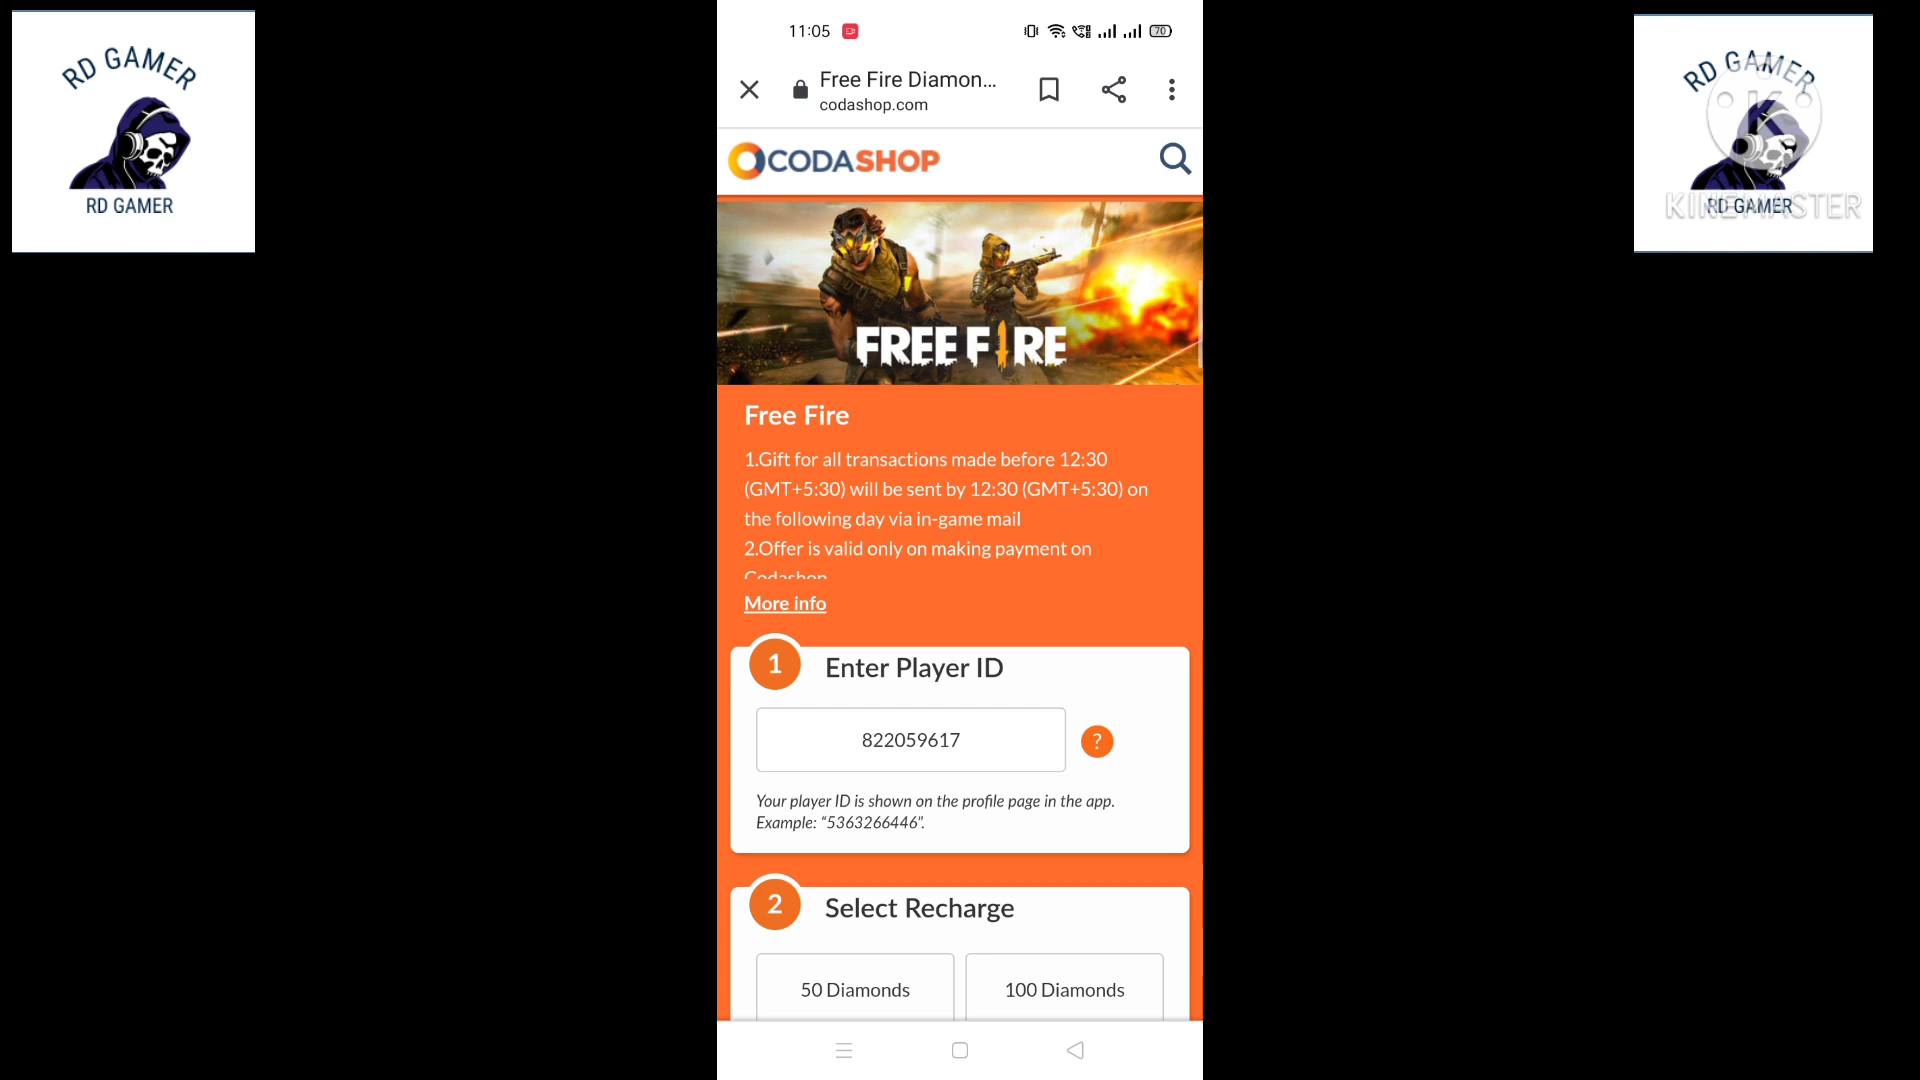 RD GAMER
RD GAMER
11:05
70
Free Fire Diamon...
codashop.com
CODASHOP
FREE FIRE
Free Fire
1.Gift for all transactions made before 12:30
(GMT+5:30) will be sent by 12:30 (GMT+5:30) on
the following day via in-game mail
2.Offer is valid only on making payment on
Codashop
More info
1
Enter Player ID
822059617
?
Your player ID is shown on the profile page in the app.
Example: “5363266446”.
2
Select Recharge
50 Diamonds
100 Diamonds
RD GAMER
K
KINEMASTER
RD GAMER